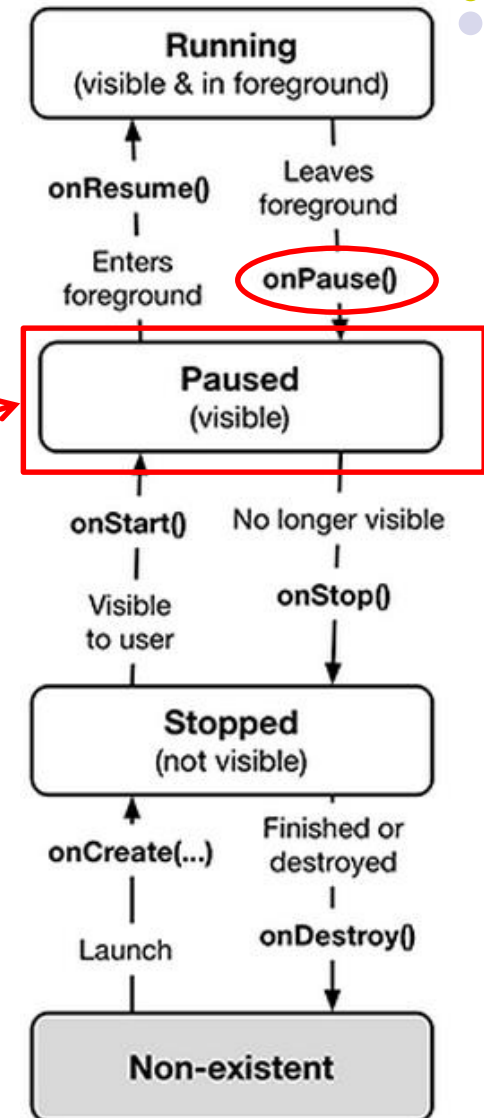 Running
(visible & in foreground)
onResume()
Enters
foreground
Leaves
foreground
onPause()
Paused
(visible)
onStart()
Visible
to user
No longer visible
onStop()
Stopped
(not visible)
onCreate(...)
Launch
Finished or
destroyed
onDestroy()
Non-existent